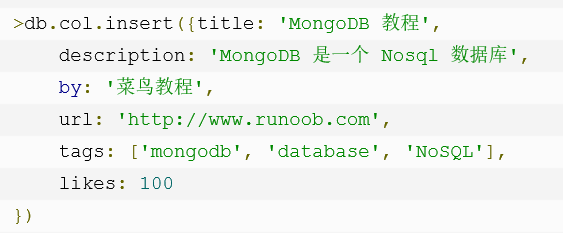 >db.col.insert({title: 'MongoDB 教程',
    description: 'MongoDB 是一个 Nosql 数据库',
    by: '菜鸟教程',
    url: 'http://www.runoob.com',
    tags: ['mongodb', 'database', 'NoSQL'],
    likes: 100
})